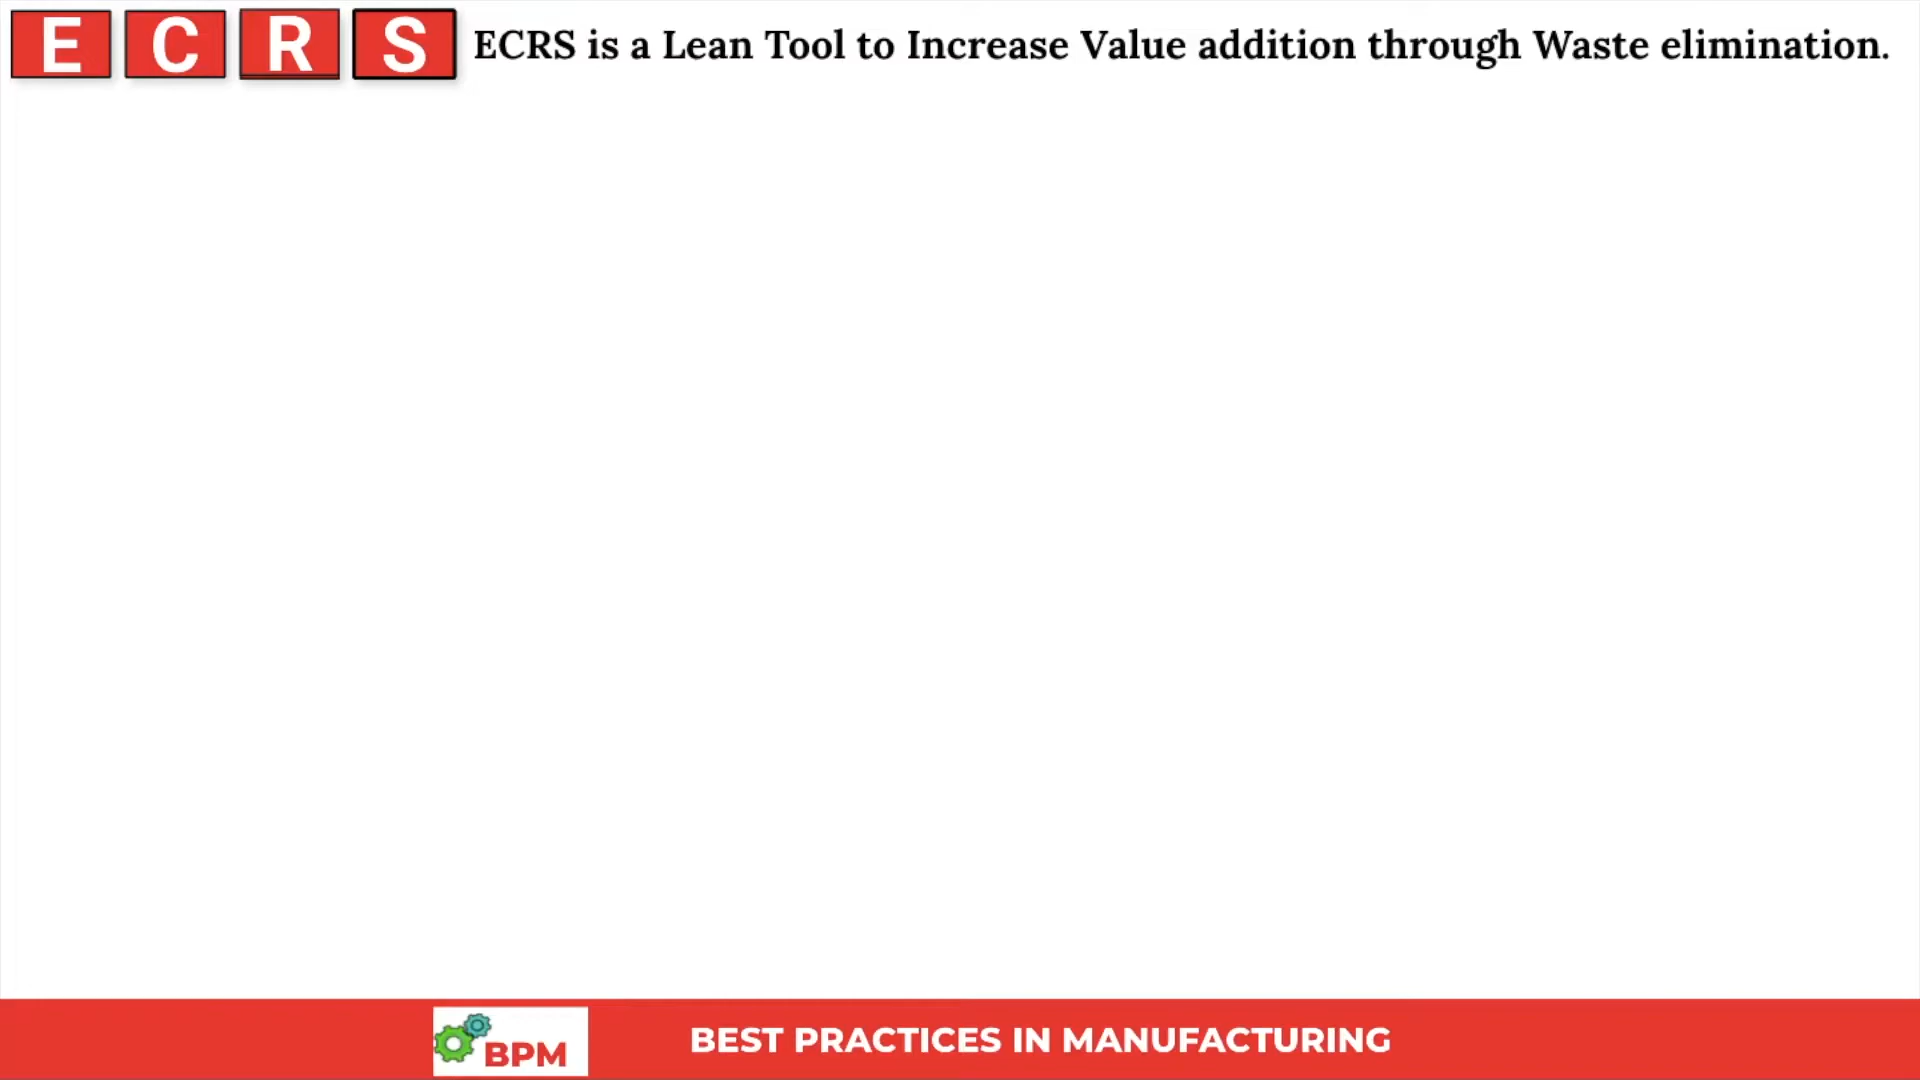 E C R S ECRS is a Lean Tool to Increase Value addition through Waste elimination.
BPM BEST PRACTICES IN MANUFACTURING